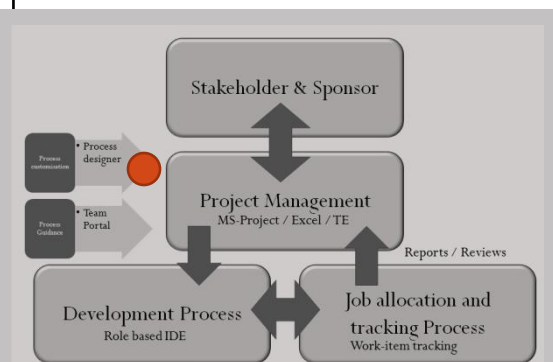 Stakeholder & Sponsor
Process
customization
• Process
designer
Project Management
MS-Project / Excel / TE
Process
Guidance
• Team
Portal
Reports / Reviews
Development Process
Role based IDE
Job allocation and
tracking Process
Work-item tracking